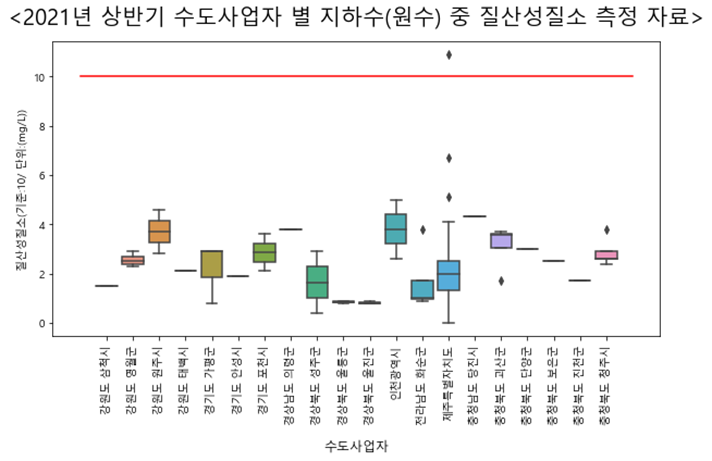 <2021년 상반기 수도사업자 별 지하수(원수) 중 질산성질소 측정 자료>
질산성질소(기준:10/ 단위:(mg/L))
10
8
6
4
2
0
강원도 삼척시
강원도 영월군
강원도 원주시
강원도 태백시
경기도 가평군
경기도 안성시
경기도 포천시
경상남도 의령군
경상북도 성주군
경상북도 울릉군
경상북도 울진군
인천광역시
전라남도 화순군
제주특별자치도
충청남도 당진시
충청북도 괴산군
충청북도 단양군
충청북도 보은군
충청북도 진천군
충청북도 청주시
수도사업자